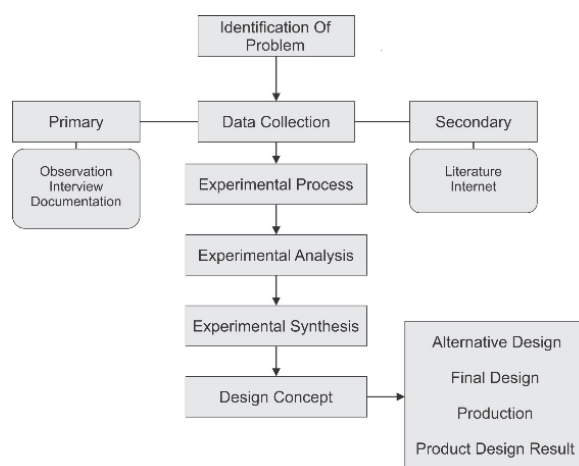 Identification Of
Problem
Primary
Data Collection
Secondary
Observation
Interview
Documentation
Literature
Internet
Experimental Process
Experimental Analysis
Experimental Synthesis
Design Concept
Alternative Design
Final Design
Production
Product Design Result